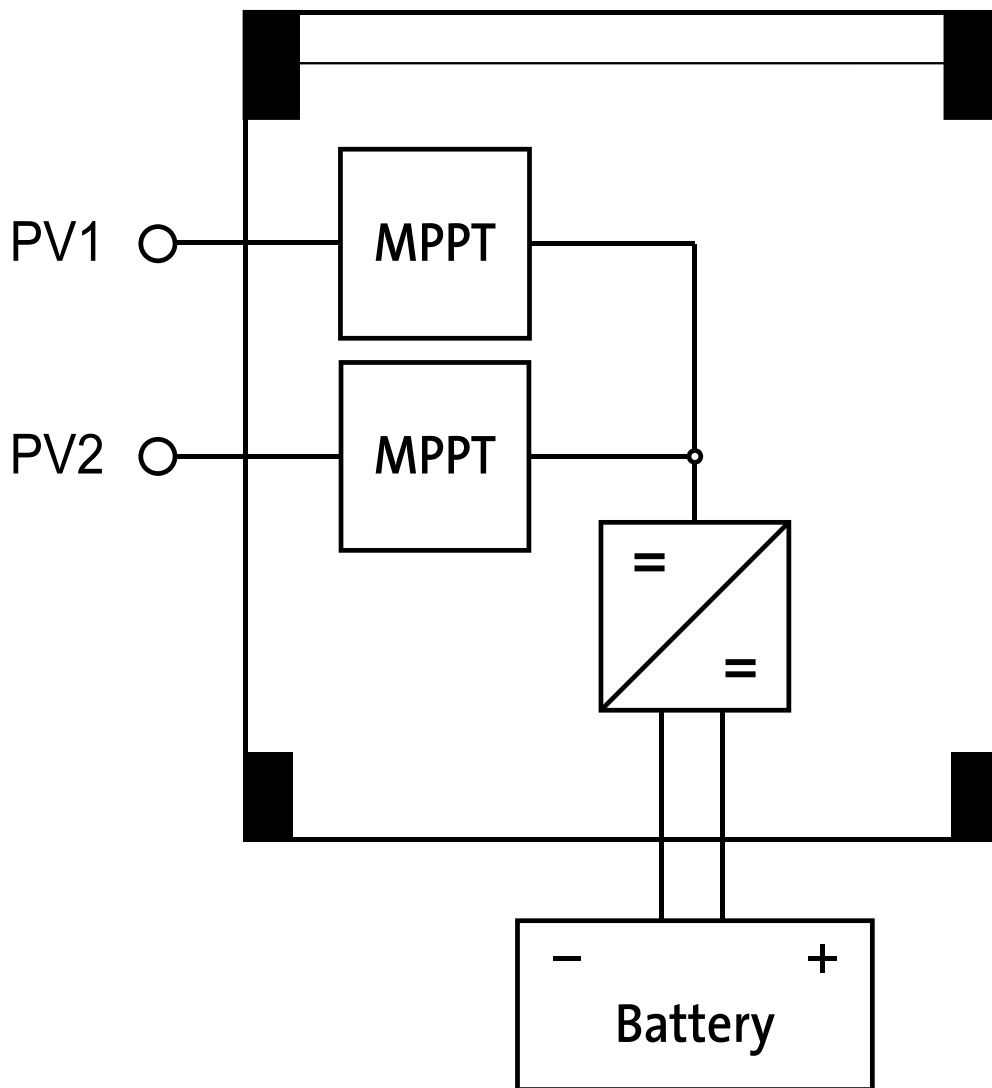 PV1
MPPT
PV2
MPPT
=
=
− +
Battery